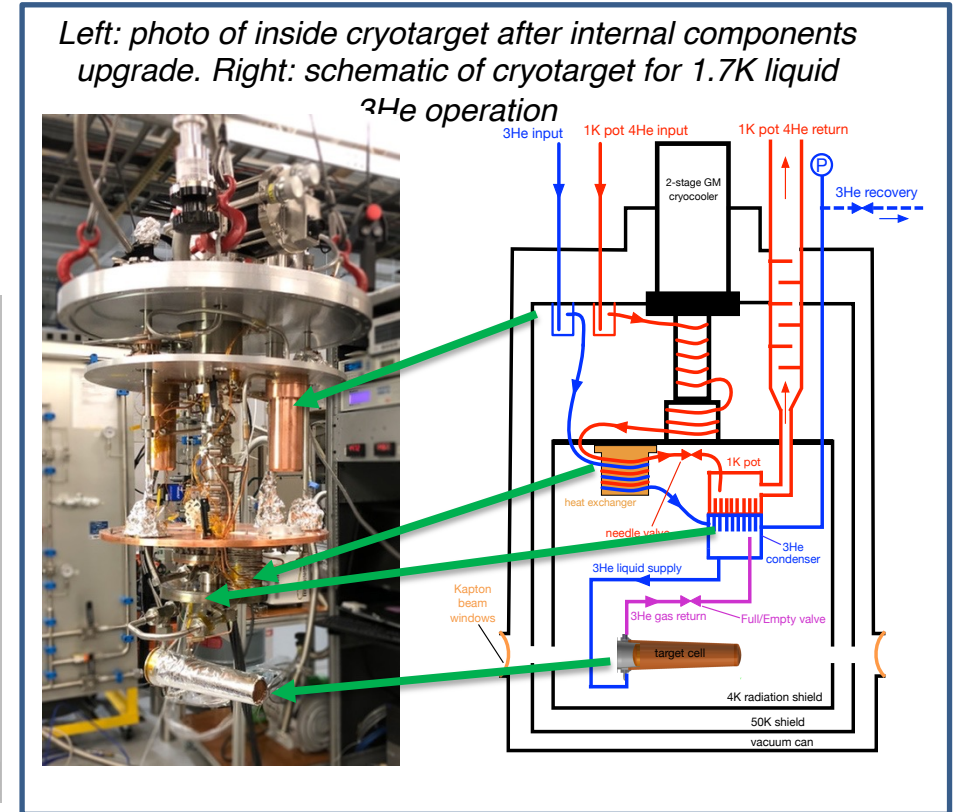 Left: photo of inside cryotarget after internal components
upgrade. Right: schematic of cryotarget for 1.7K liquid
3He operation
3He input
1K pot 4He input
1K pot 4He return
2-stage GM
cryocooler
P
3He recovery
1K pot
heat exchanger
needle valve
3He
condenser
3He liquid supply
Kapton
beam
windows
3He gas return
Full/Empty valve
target cell
4K radiation shield
50K shield
vacuum can